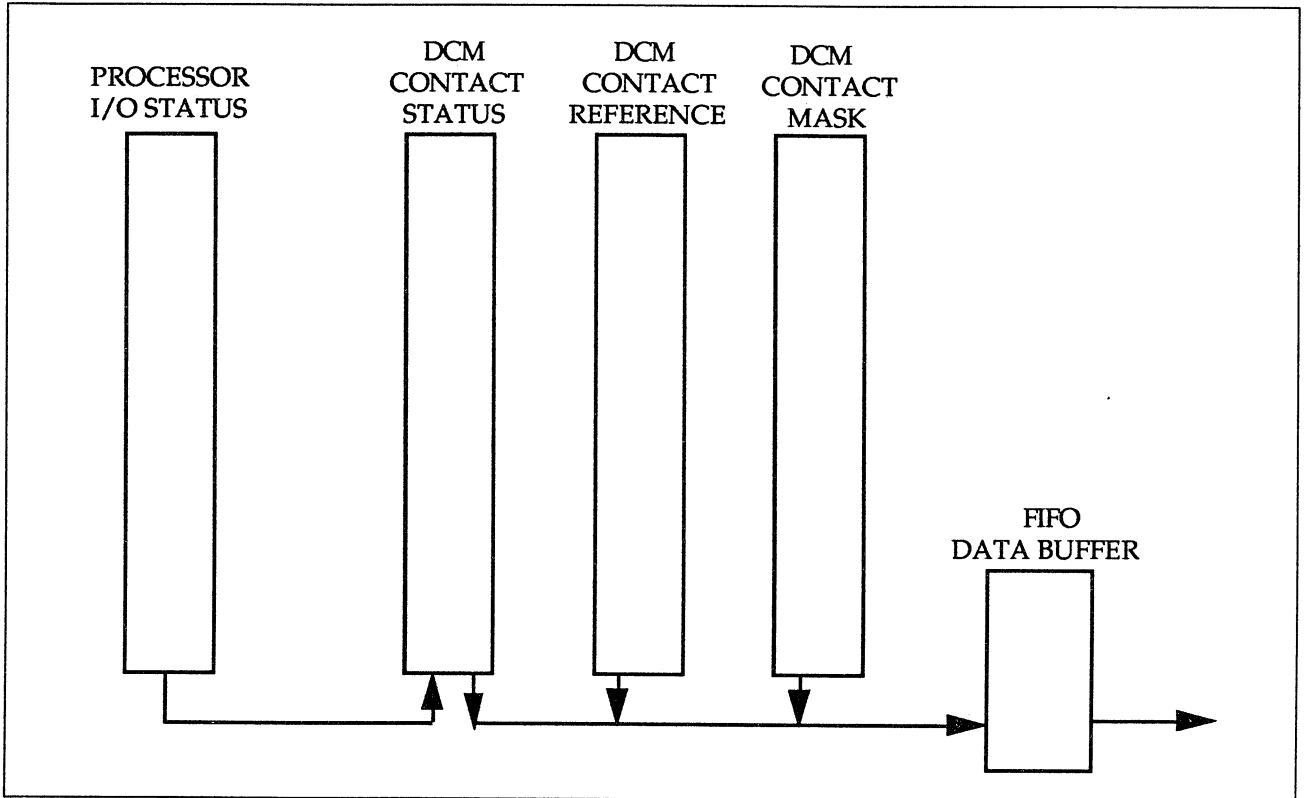 PROCESSOR
I/O STATUS
DCM
CONTACT
STATUS
DCM
CONTACT
REFERENCE
DCM
CONTACT
MASK
FIFO
DATA BUFFER